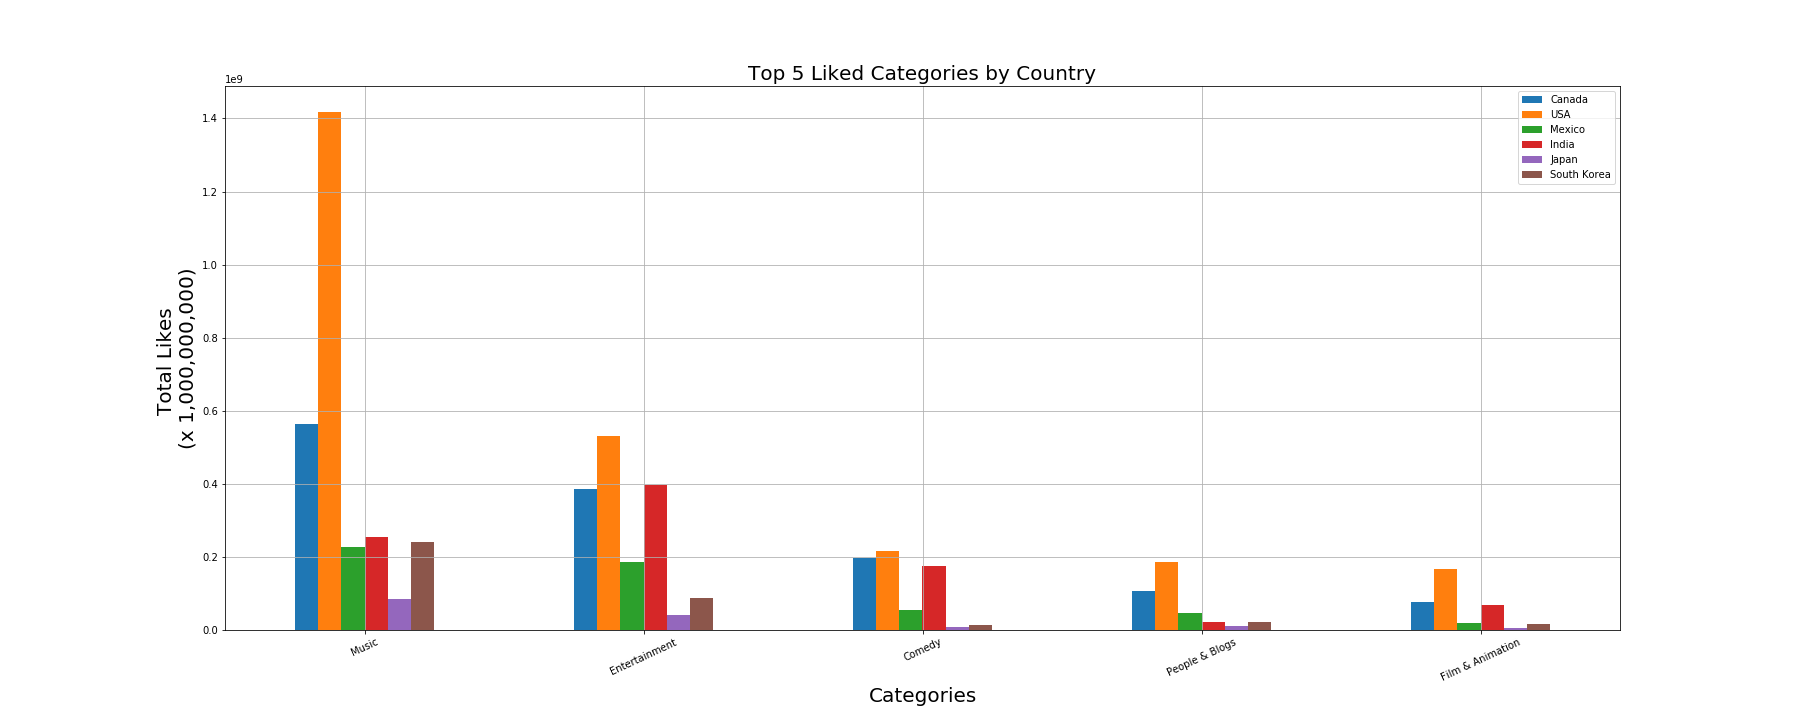 Top 5 Liked Categories by Country
1e9
Canada
USA
Mexico
India
Japan
South Korea
1.4
1.2
1.0
0.8
0.6
0.4
0.2
0.0
Total Likes
(x 1,000,000,000)
Music
Entertainment
Comedy
People & Blogs
Film & Animation
Categories